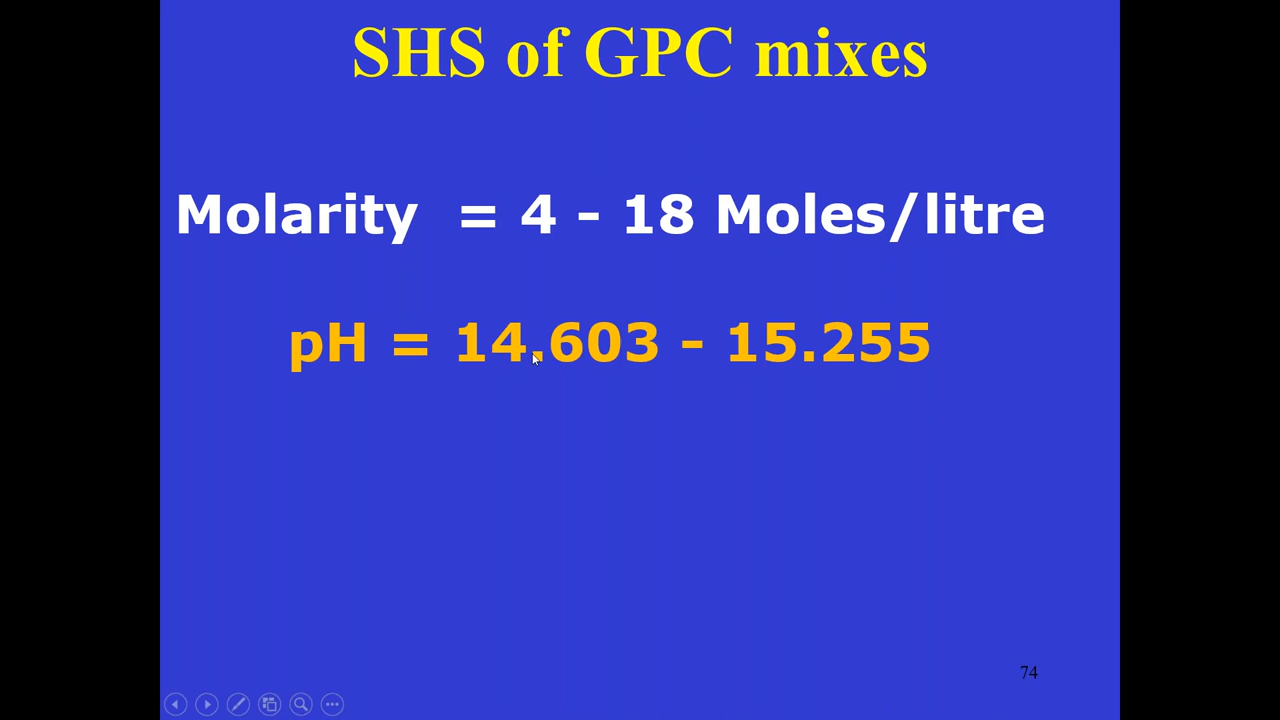 SHS of GPC mixes
Molarity = 4 - 18 Moles/litre
pH = 14.603 - 15.255
74